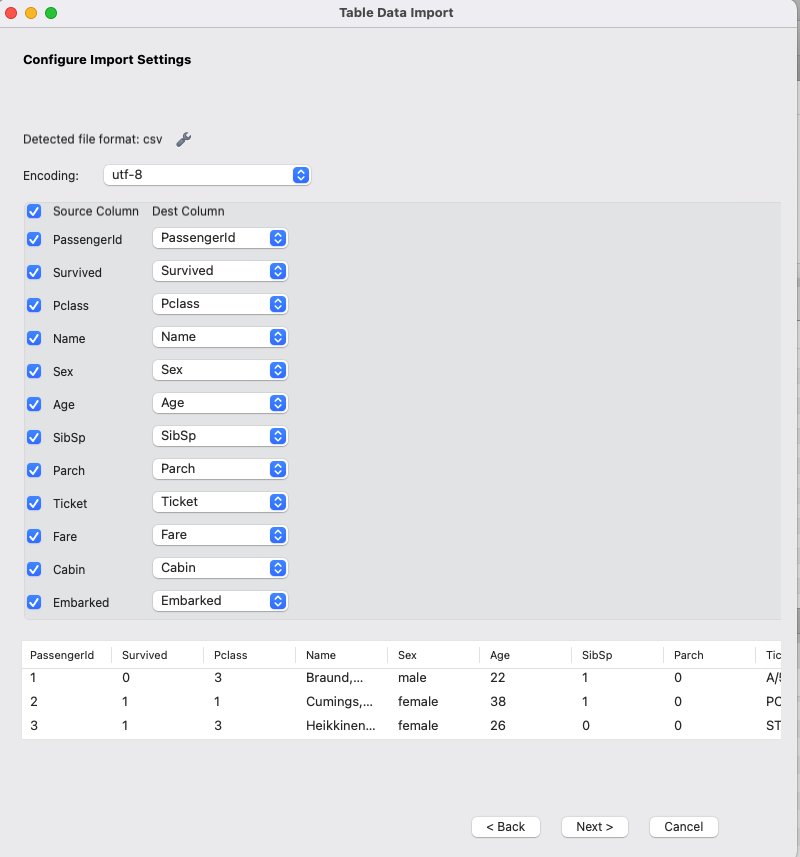 Table Data Import
Configure Import Settings
Detected file format: csv
Encoding: utf-8
Source Column Dest Column
PassengerId PassengerId
Survived Survived
Pclass Pclass
Name Name
Sex Sex
Age Age
SibSp SibSp
Parch Parch
Ticket Ticket
Fare Fare
Cabin Cabin
Embarked Embarked
PassengerId Survived Pclass Name Sex Age SibSp Parch Tic
1 0 3 Braund,... male 22 1 0 A/5
2 1 1 Cumings,... female 38 1 0 PC
3 1 3 Heikkinen... female 26 0 0 ST
< Back Next > Cancel